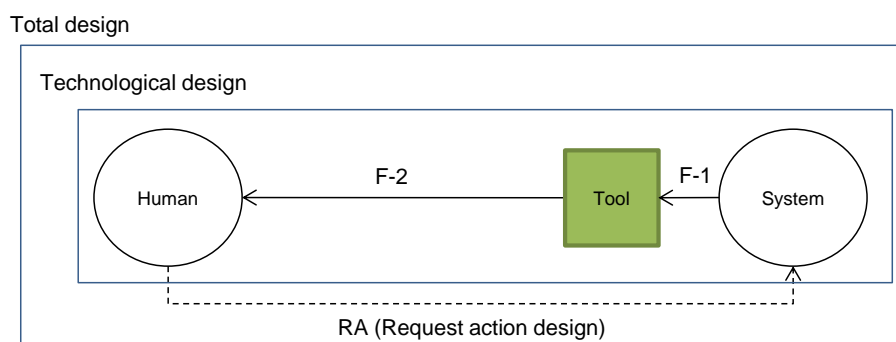 Total design
Technological design
F-2
F-1
Human
Tool
System
RA (Request action design)